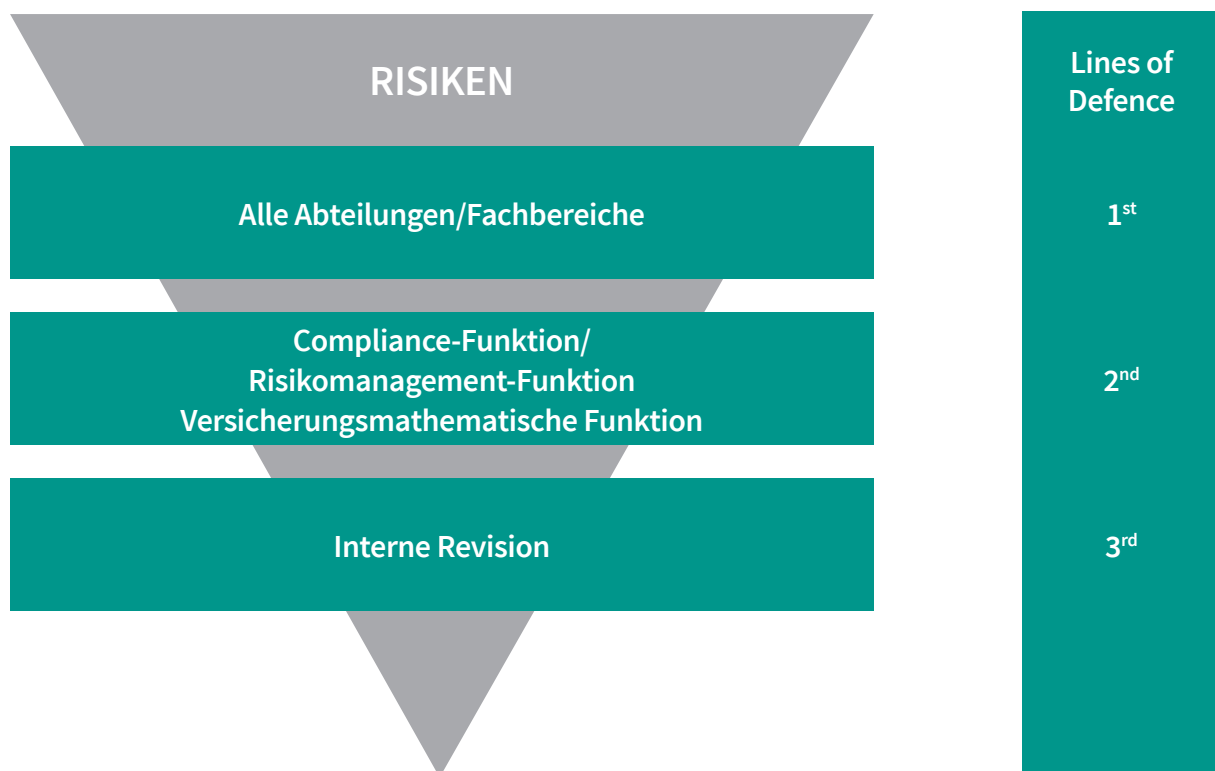 RISIKEN
Lines of
Defence
Alle Abteilungen/Fachbereiche
1st
Compliance-Funktion/
Risikomanagement-Funktion
Versicherungsmathematische Funktion
2nd
Interne Revision
3rd